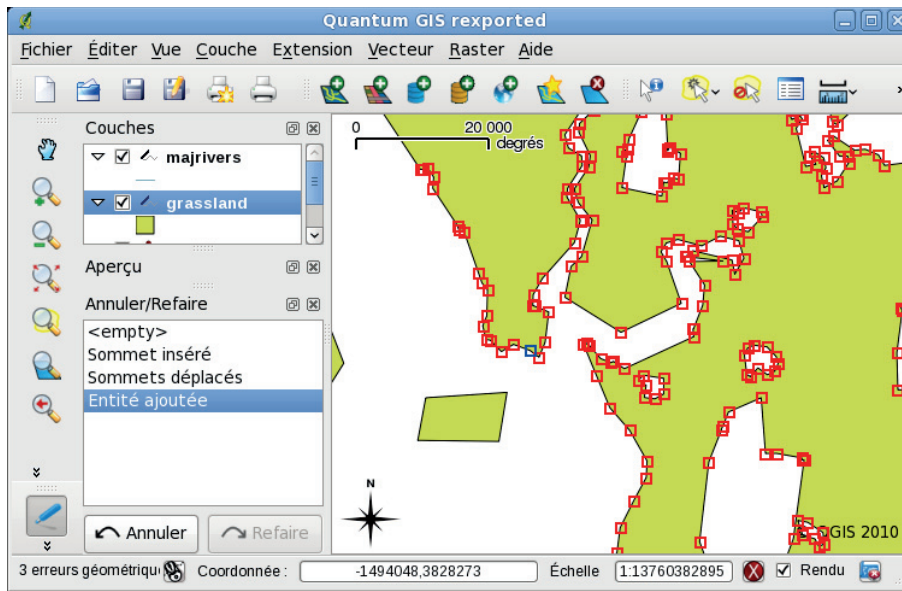 Quantum GIS rexported
Fichier Éditer Vue Couche Extension Vecteur Raster Aide
Couches
majrivers
grassland
Aperçu
Annuler/Refaire
<empty>
Sommet inséré
Sommets déplacés
Entité ajoutée
Annuler Refaire
0 20 000
degrés
N
GIS 2010
3 erreurs géométriqu Coordonnée : -1494048,3828273 Échelle 1:13760382895 Rendu